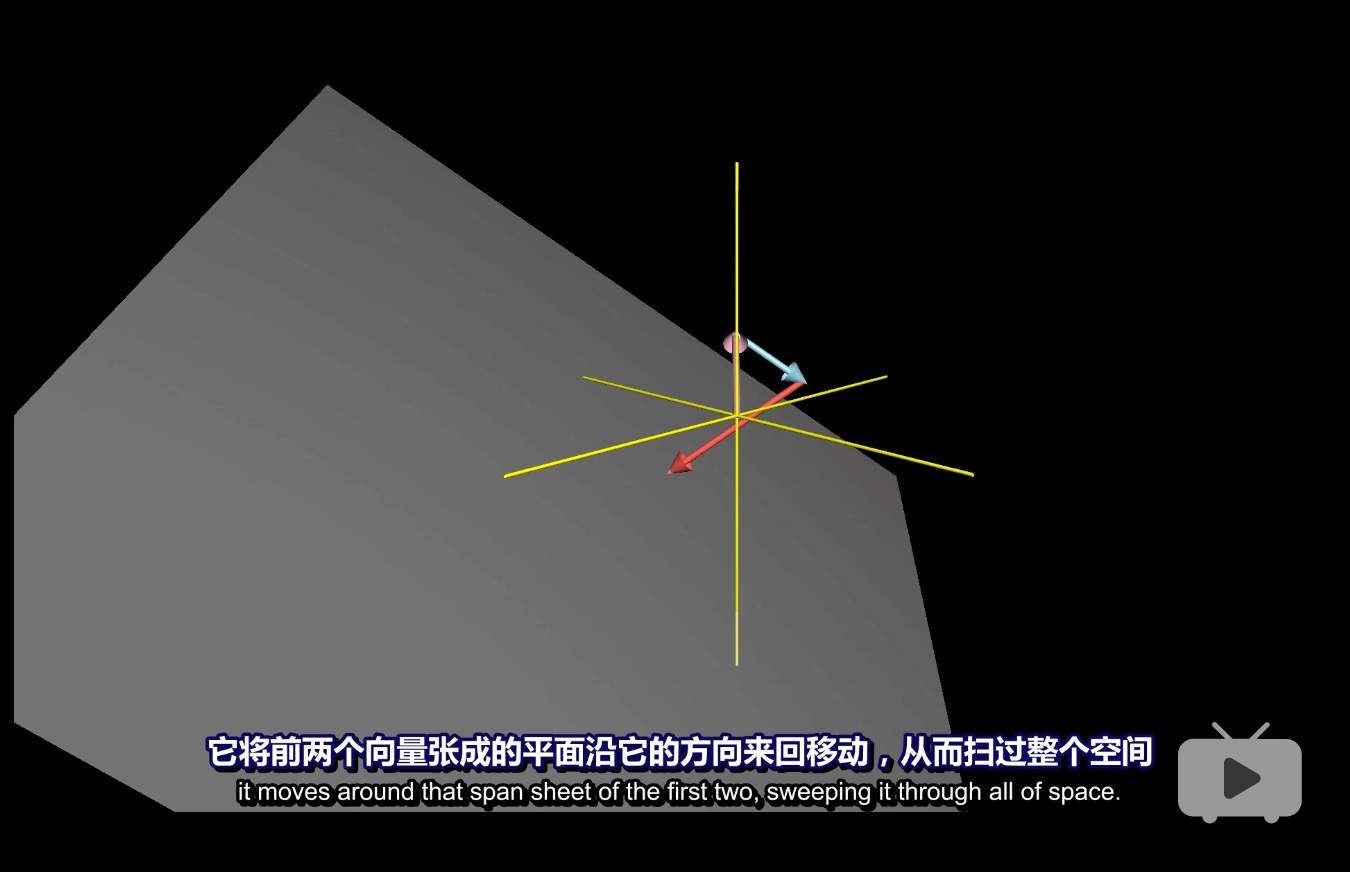 它将前两个向量张成的平面沿它的方向来回移动，从而扫过整个空间
it moves around that span sheet of the first two, sweeping it through all of space.